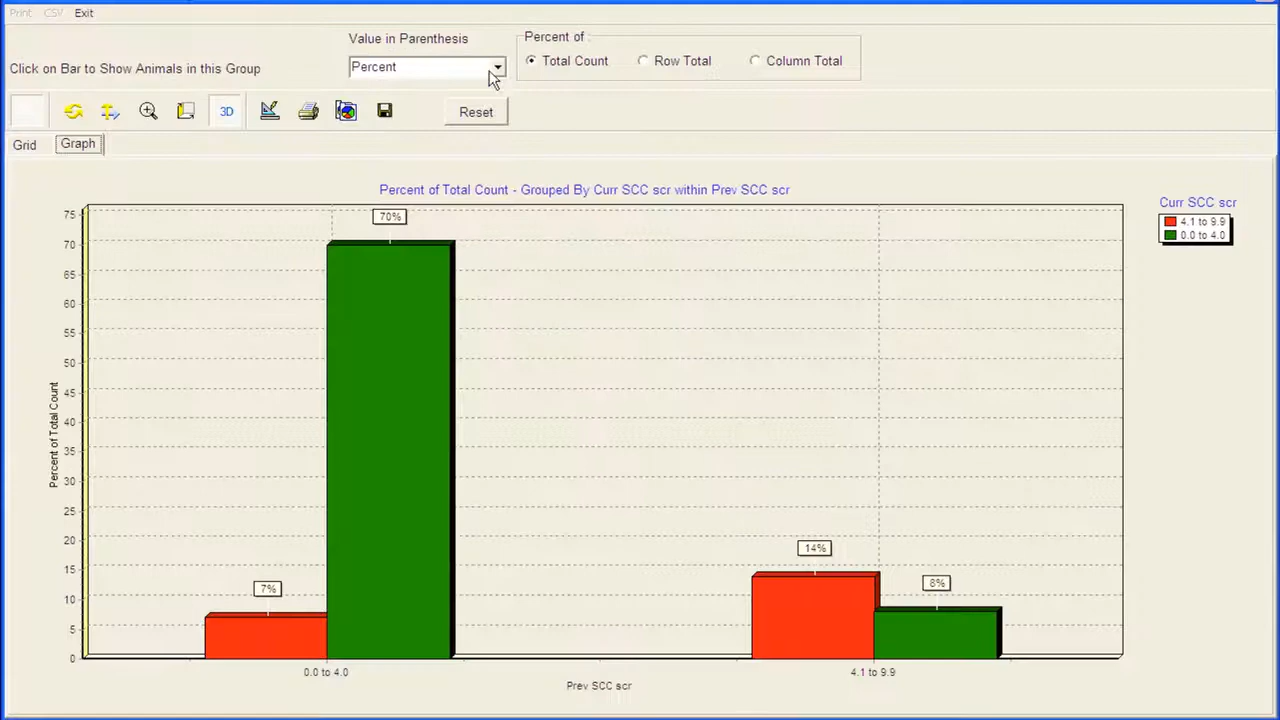 Print CSV Exit
Value in Parenthesis
Percent of
Click on Bar to Show Animals in this Group
Percent
Total Count
Row Total
Column Total
3D
Reset
Grid
Graph
Percent of Total Count - Grouped By Curr SCC scr within Prev SCC scr
Curr SCC scr
4.1 to 9.9
0.0 to 4.0
75
70
65
60
55
50
45
40
35
30
25
20
15
10
5
0
Percent of Total Count
7%
70%
14%
8%
0.0 to 4.0
4.1 to 9.9
Prev SCC scr